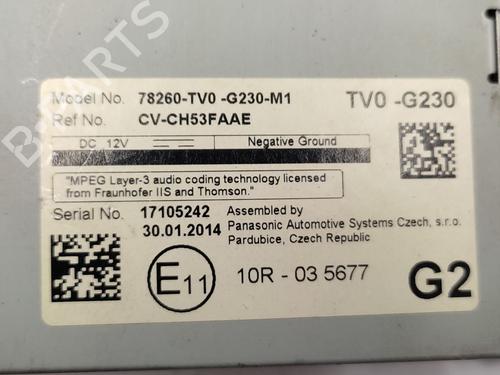 B PARTS
Model No. 78260-TV0 -G230-M1 TV0 -G230
Ref No. CV-CH53FAAE
DC 12V Negative Ground
"MPEG Layer-3 audio coding technology licensed
from Fraunhofer IIS and Thomson."
Serial No. 17105242 Assembled by
30.01.2014 Panasonic Automotive Systems Czech, s.r.o.
Pardubice, Czech Republic
E11 10R - 03 5677 G2